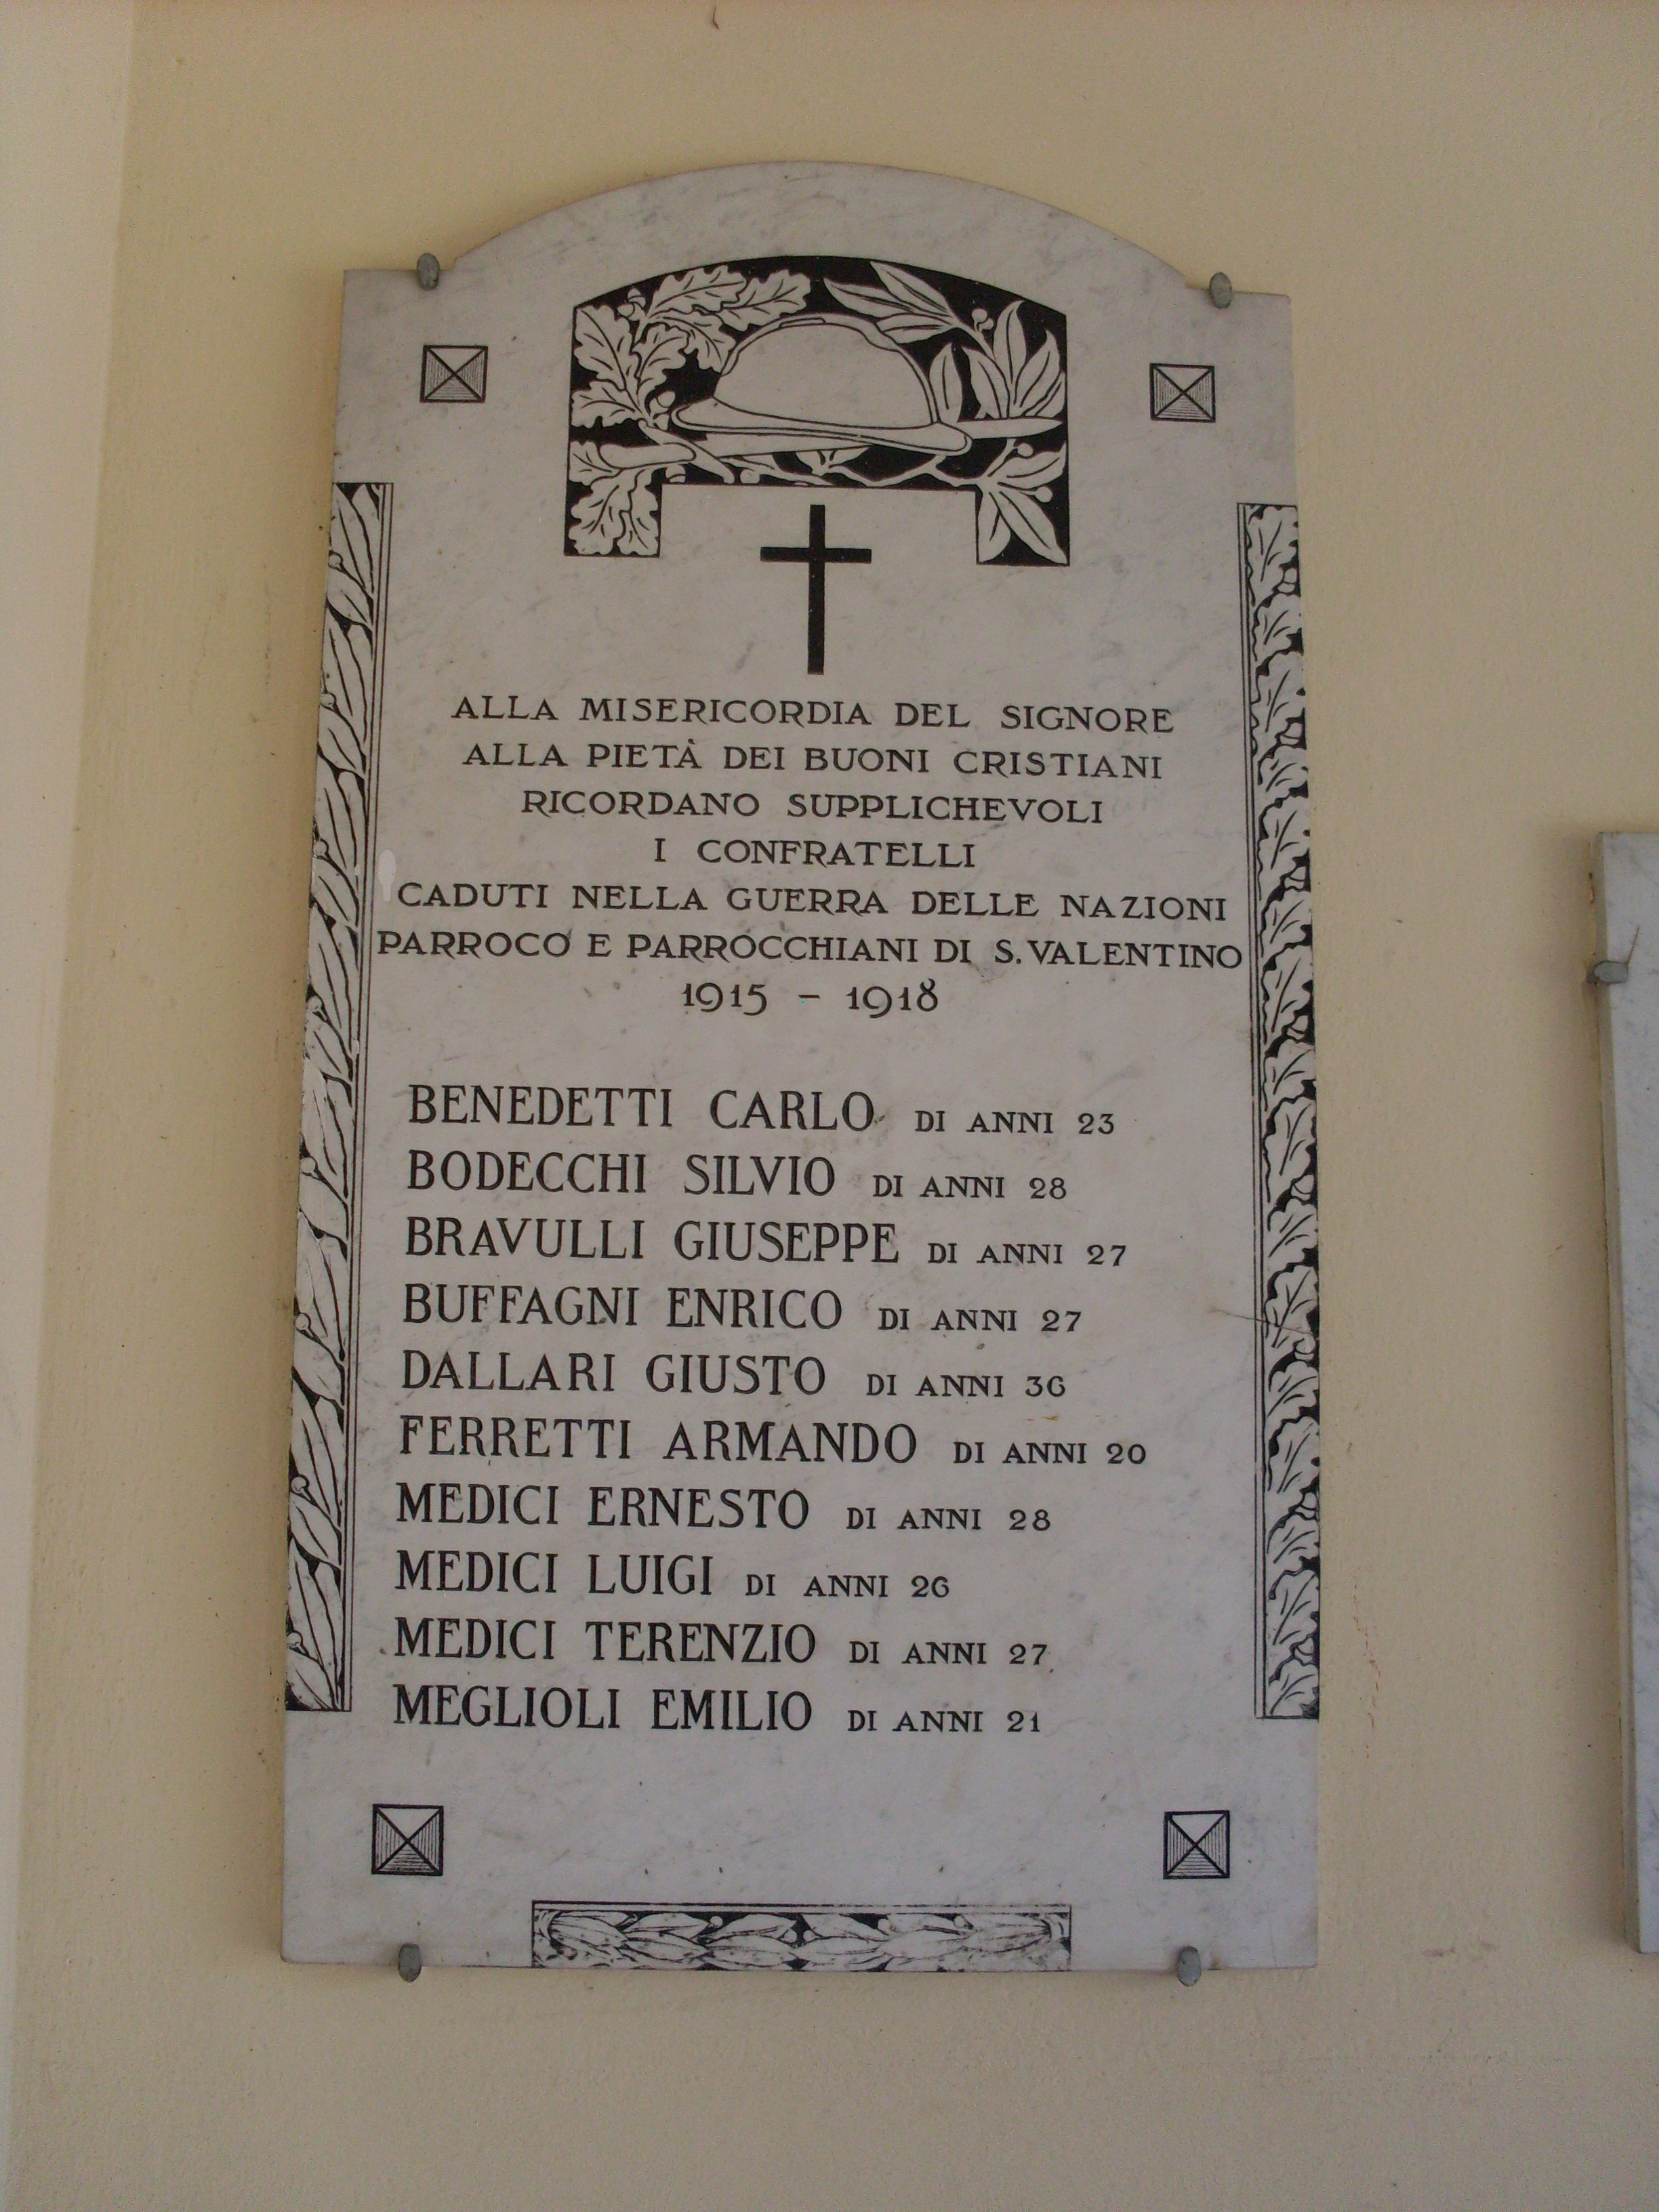 ALLA MISERICORDIA DEL SIGNORE
ALLA PIETÀ DEI BUONI CRISTIANI
RICORDANO SUPPLICHEVOLI
I CONFRATELLI
CADUTI NELLA GUERRA DELLE NAZIONI
PARROCO E PARROCCHIANI DI S. VALENTINO
1915 - 1918
BENEDETTI CARLO DI ANNI 23
BODECCHI SILVIO DI ANNI 28
BRAVULLI GIUSEPPE DI ANNI 27
BUFFAGNI ENRICO DI ANNI 27
DALLARI GIUSTO DI ANNI 36
FERRETTI ARMANDO DI ANNI 20
MEDICI ERNESTO DI ANNI 28
MEDICI LUIGI DI ANNI 26
MEDICI TERENZIO DI ANNI 27
MEGLIOLI EMILIO DI ANNI 21